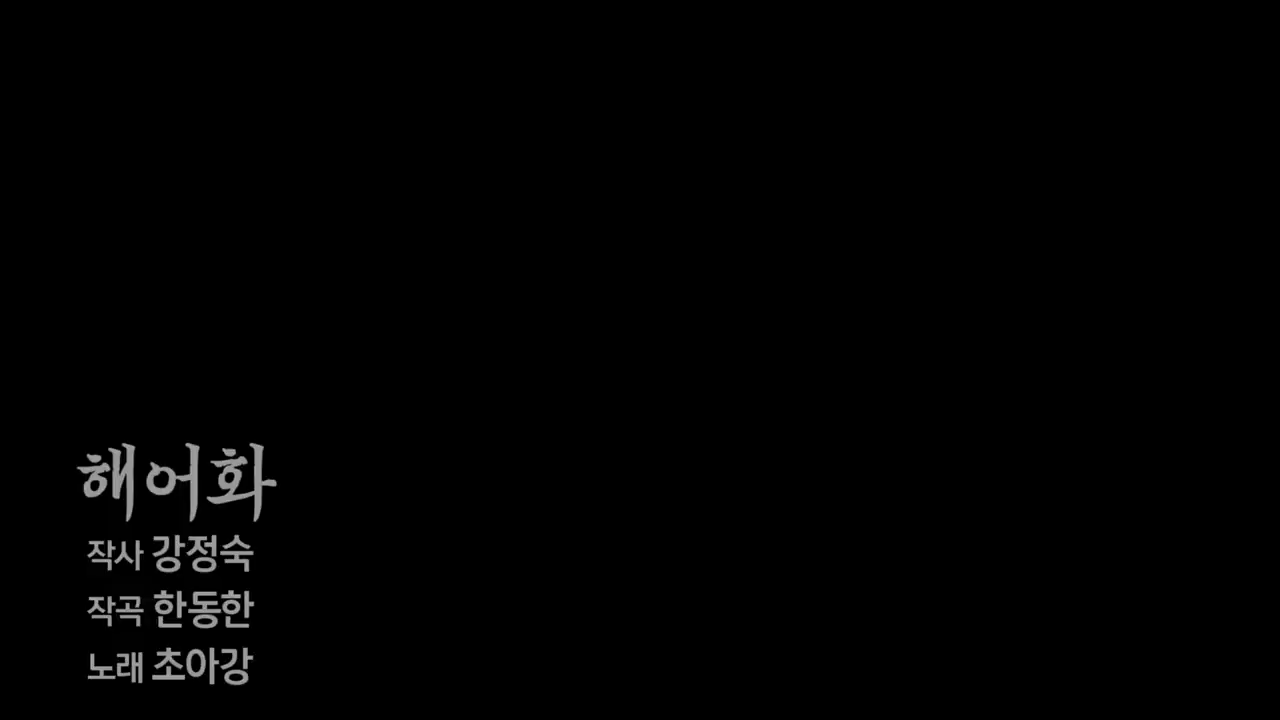 해어화
작사 강정숙
작곡 한동한
노래 초아강